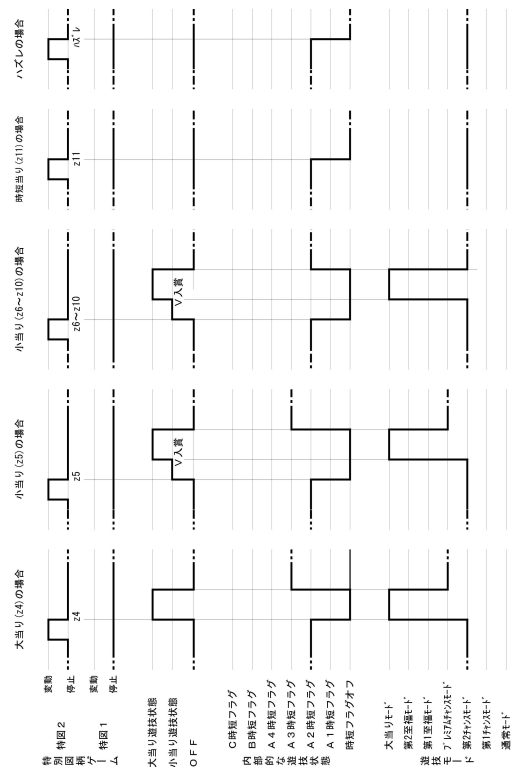 大当り(z4)の場合
小当り(z5)の場合
小当り(z6～z10)の場合
時短当り(z11)の場合
ハズレの場合
特別図柄ゲーム
特図2
変動
停止
z4
z5
z6～z10
z11
ハズレ
特図1
変動
停止
大当り遊技状態
小当り遊技状態
OFF
V入賞
V入賞
内部的な遊技状態
C時短フラグ
B時短フラグ
A4時短フラグ
A3時短フラグ
A2時短フラグ
A1時短フラグ
時短フラグオフ
遊技モード
大当りモード
第2至福モード
第1至福モード
プレミアムチャンスモード
第2チャンスモード
第1チャンスモード
通常モード